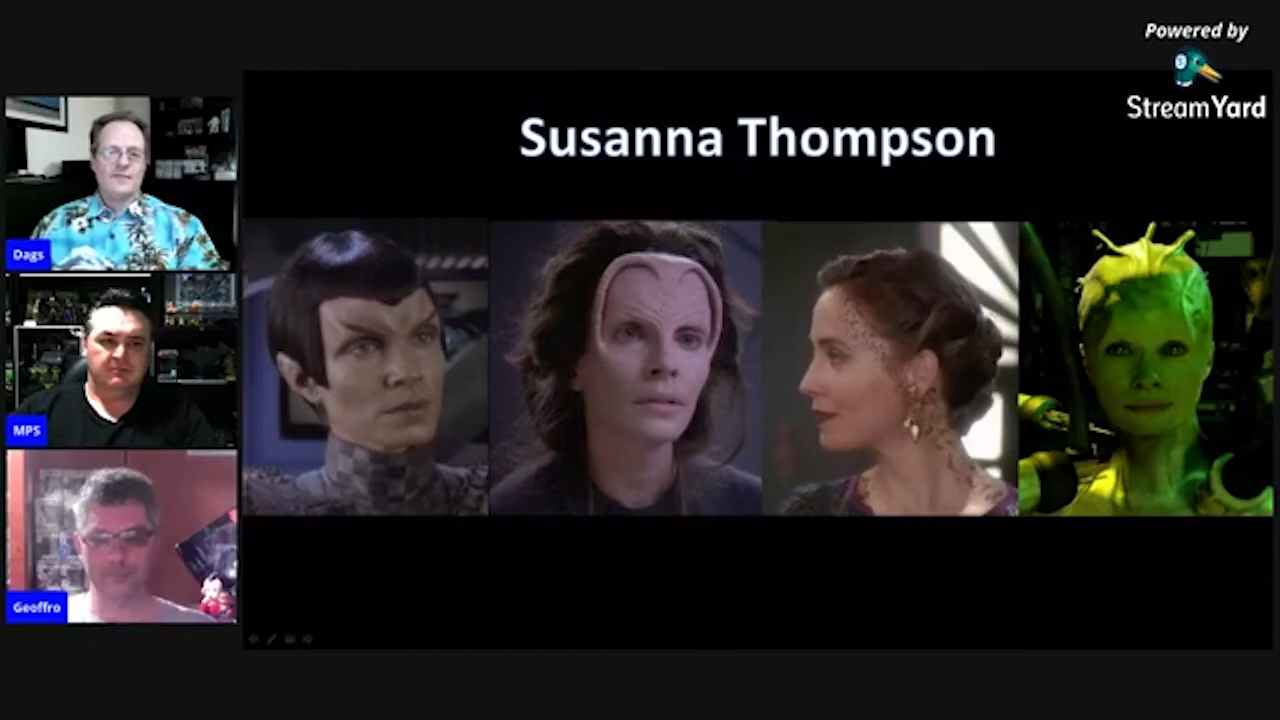 Powered by
StreamYard
Susanna Thompson
Dags
MPS
Geoffro